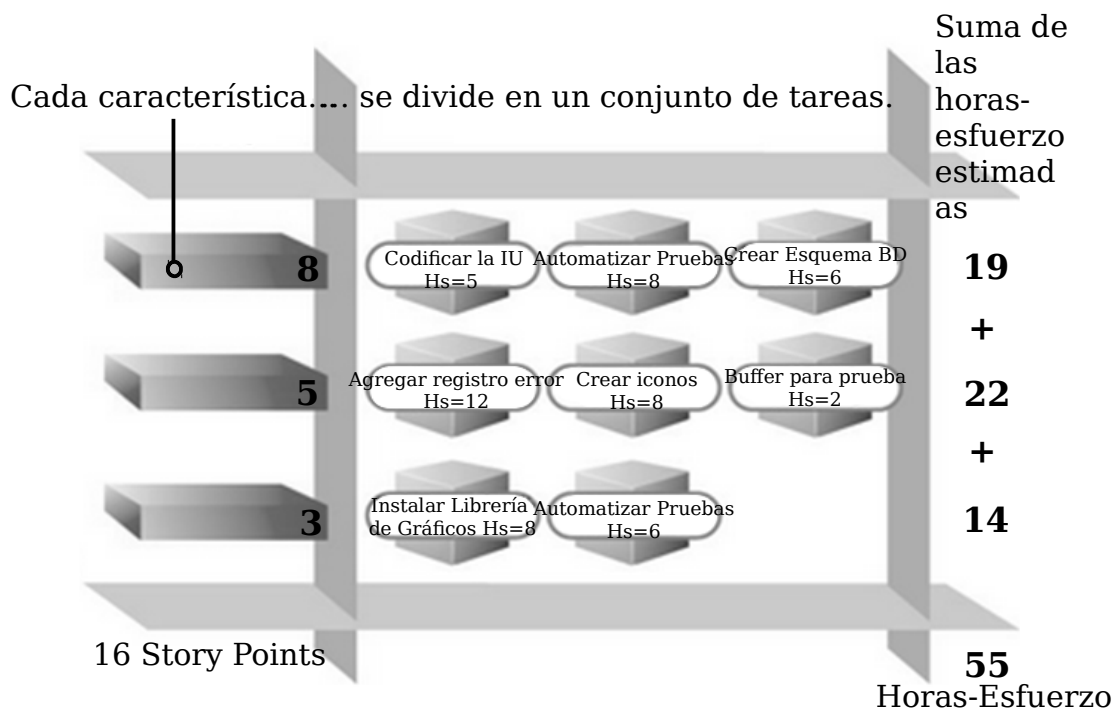 Suma de
las
horas-
esfuerzo
estimad
as
Cada característica.... se divide en un conjunto de tareas.
8
Codificar la IU
Hs=5
Automatizar Pruebas
Hs=8
Crear Esquema BD
Hs=6
19
+
5
Agregar registro error
Hs=12
Crear iconos
Hs=8
Buffer para prueba
Hs=2
22
+
3
Instalar Librería
de Gráficos Hs=8
Automatizar Pruebas
Hs=6
14
16 Story Points
55
Horas-Esfuerzo